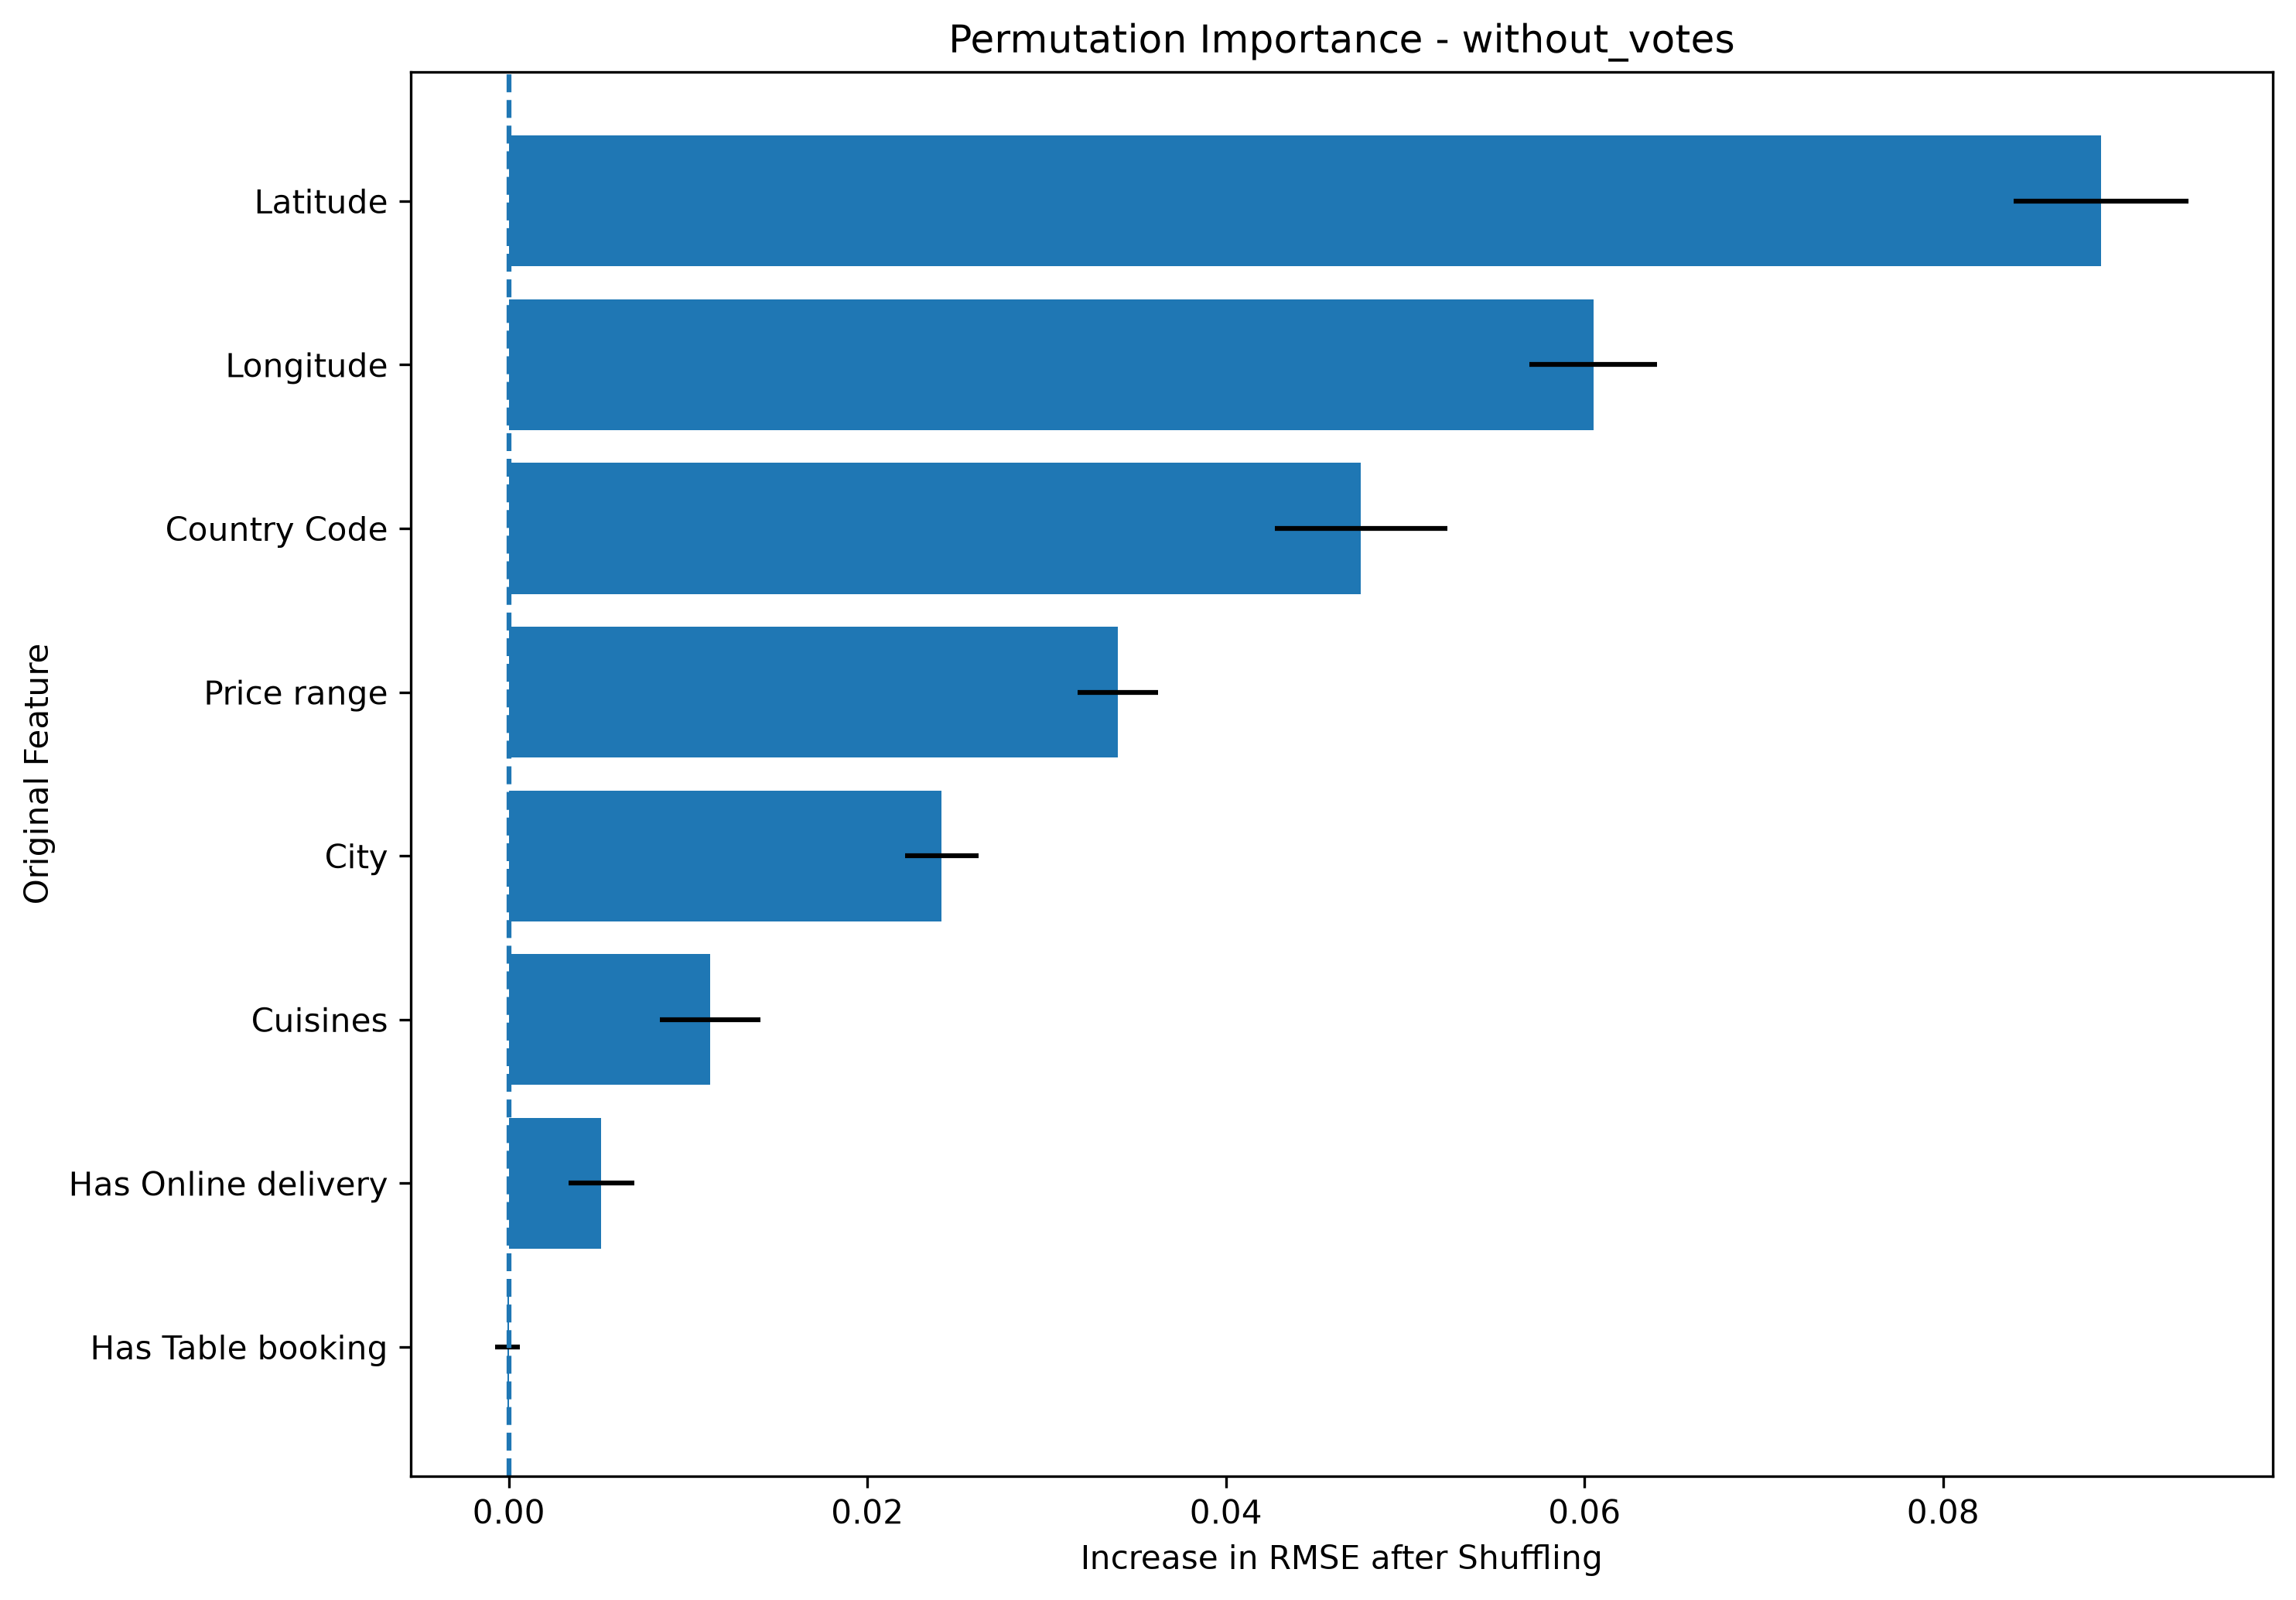 Permutation Importance - without_votes
Original Feature
Latitude
Longitude
Country Code
Price range
City
Cuisines
Has Online delivery
Has Table booking
0.00 0.02 0.04 0.06 0.08
Increase in RMSE after Shuffling